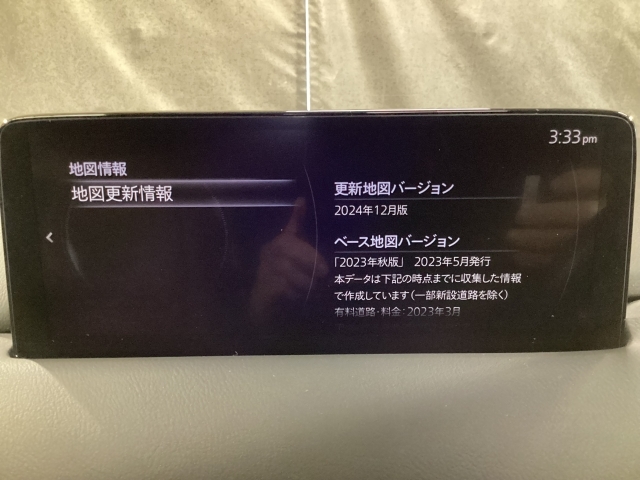 3:33pm
地図情報
地図更新情報
更新地図バージョン
2024年12月版
ベース地図バージョン
「2023年秋版」 2023年5月発行
本データは下記の時点までに収集した情報
で作成しています(一部新設道路を除く)
有料道路・料金:2023年3月